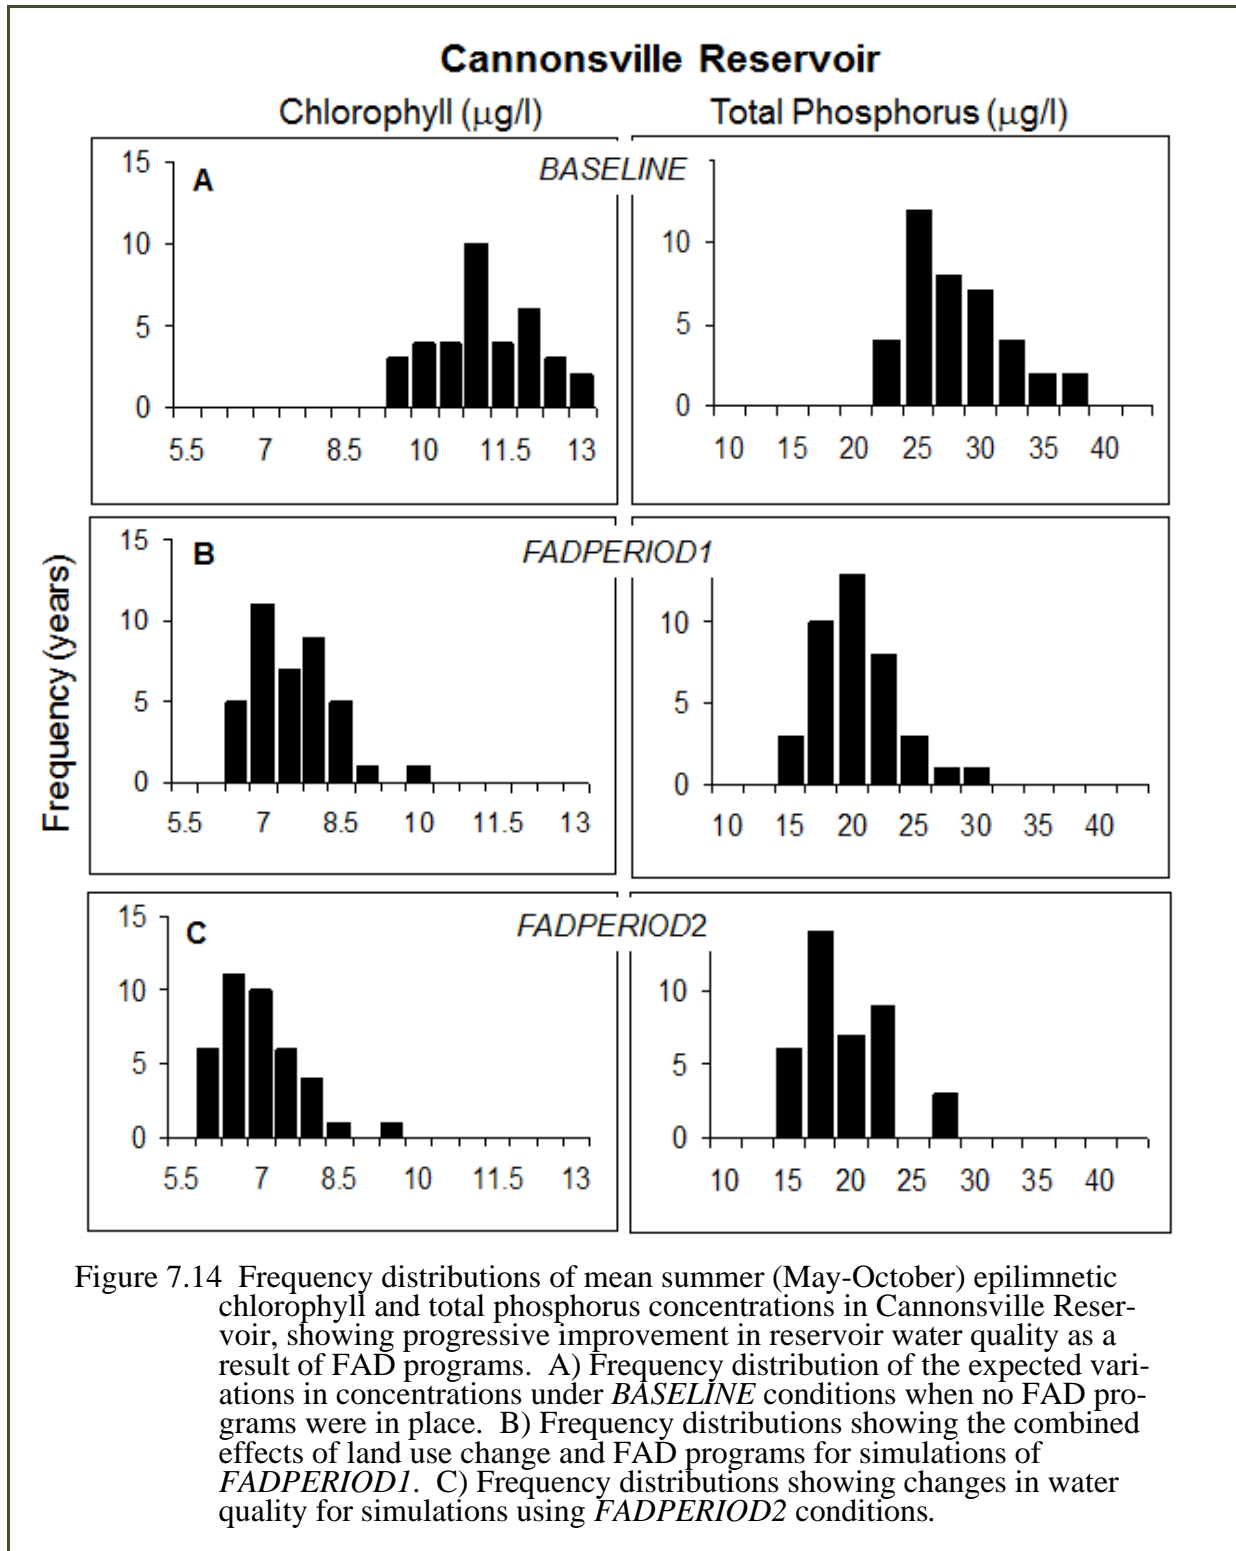 Cannonsville Reservoir
Chlorophyll (μg/l) Total Phosphorus (μg/l)
BASELINE
A
15
10
5
0
5.5 7 8.5 10 11.5 13
10
5
0
10 15 20 25 30 35 40
Frequency (years)
FADPERIOD1
B
15
10
5
0
5.5 7 8.5 10 11.5 13
10
5
0
10 15 20 25 30 35 40
FADPERIOD2
C
15
10
5
0
5.5 7 8.5 10 11.5 13
10
5
0
10 15 20 25 30 35 40
Figure 7.14 Frequency distributions of mean summer (May-October) epilimnetic
chlorophyll and total phosphorus concentrations in Cannonsville Reser-
voir, showing progressive improvement in reservoir water quality as a
result of FAD programs. A) Frequency distribution of the expected vari-
ations in concentrations under BASELINE conditions when no FAD pro-
grams were in place. B) Frequency distributions showing the combined
effects of land use change and FAD programs for simulations of
FADPERIOD1. C) Frequency distributions showing changes in water
quality for simulations using FADPERIOD2 conditions.